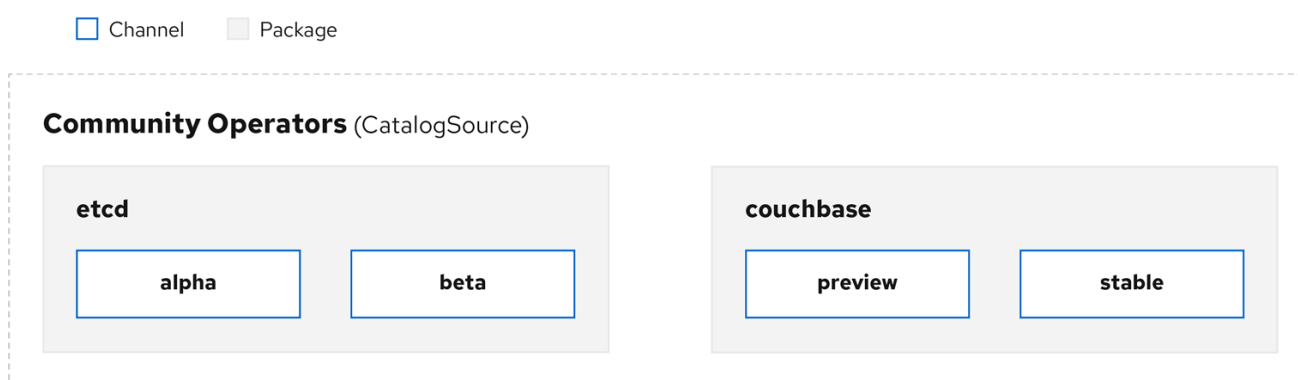 Channel Package
Community Operators (CatalogSource)
etcd couchbase
alpha beta preview stable